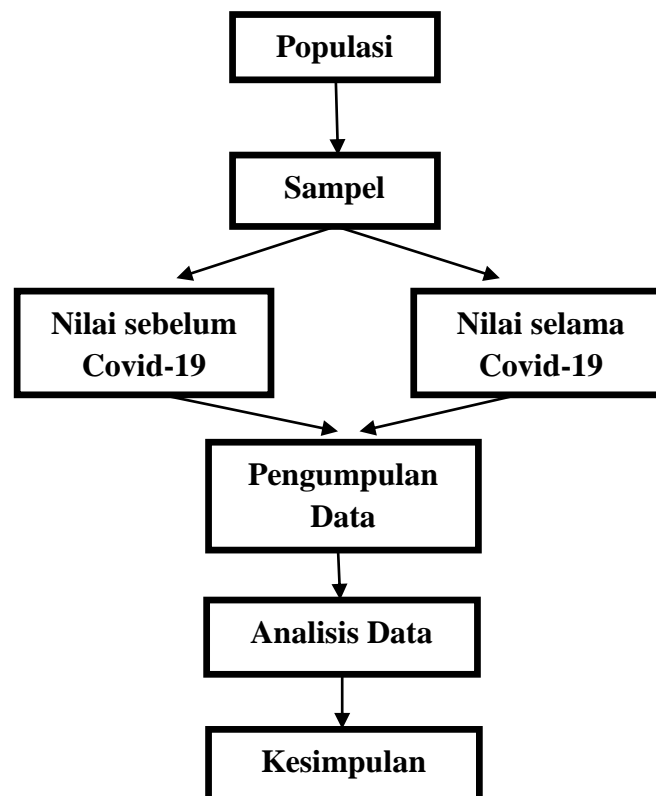 Populasi
Sampel
Nilai sebelum
Covid-19
Nilai selama
Covid-19
Pengumpulan
Data
Analisis Data
Kesimpulan